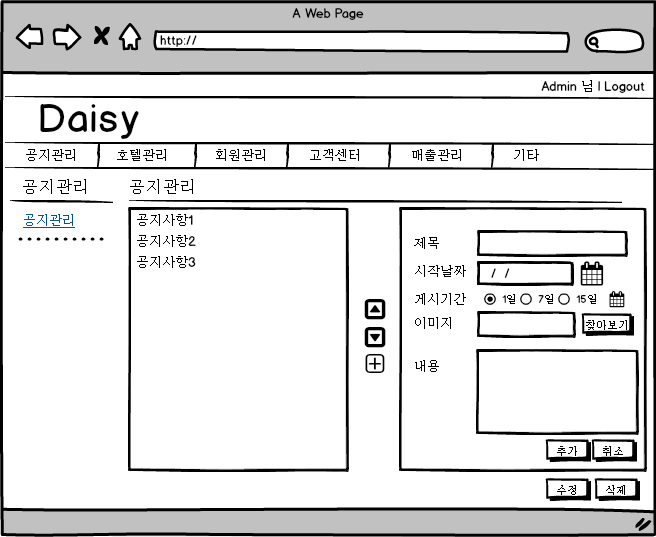 A Web Page
http://
Admin 님 | Logout
Daisy
공지관리 호텔관리 회원관리 고객센터 매출관리 기타
공지관리
공지관리
공지관리
공지사항1
공지사항2
공지사항3
제목
시작날짜 / /
게시기간 1일 7일 15일
이미지 찾아보기
내용
추가 취소
수정 삭제